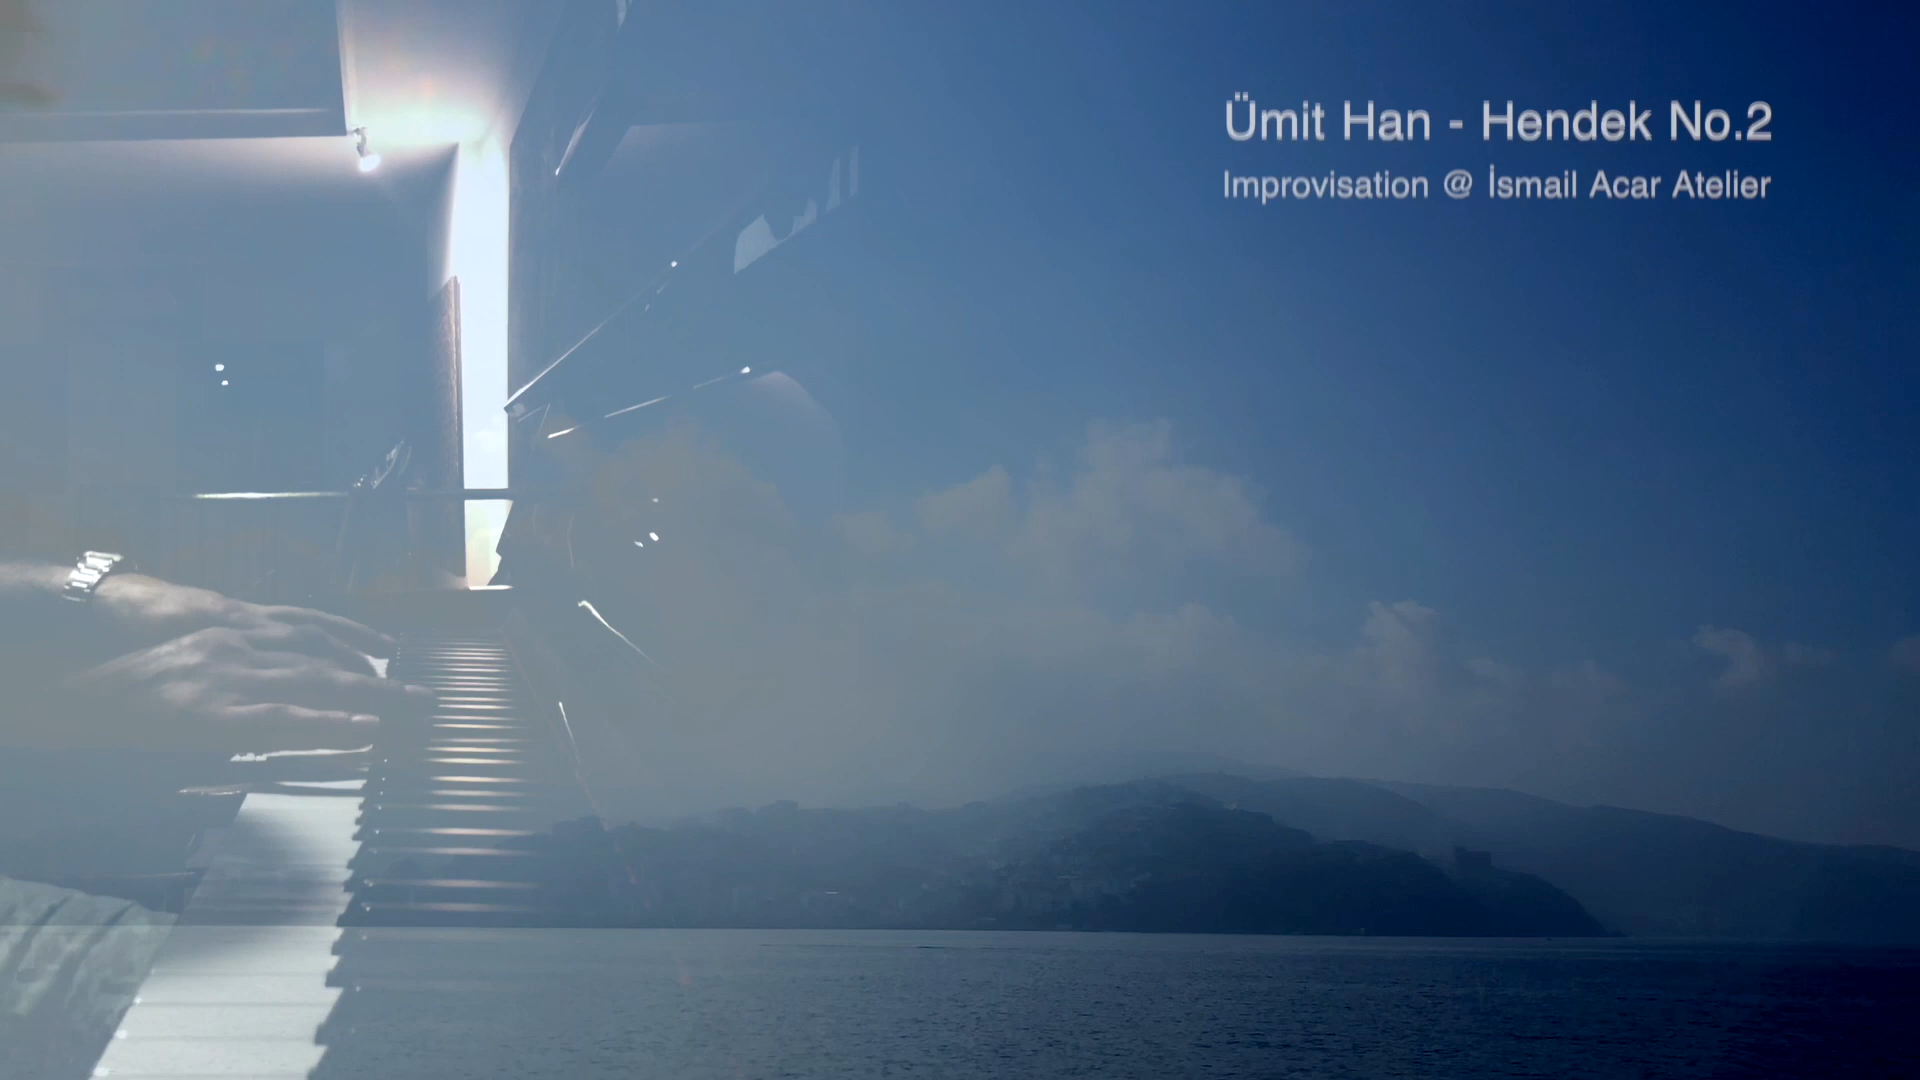 Ümit Han - Hendek No.2
Improvisation @ İsmail Acar Atelier